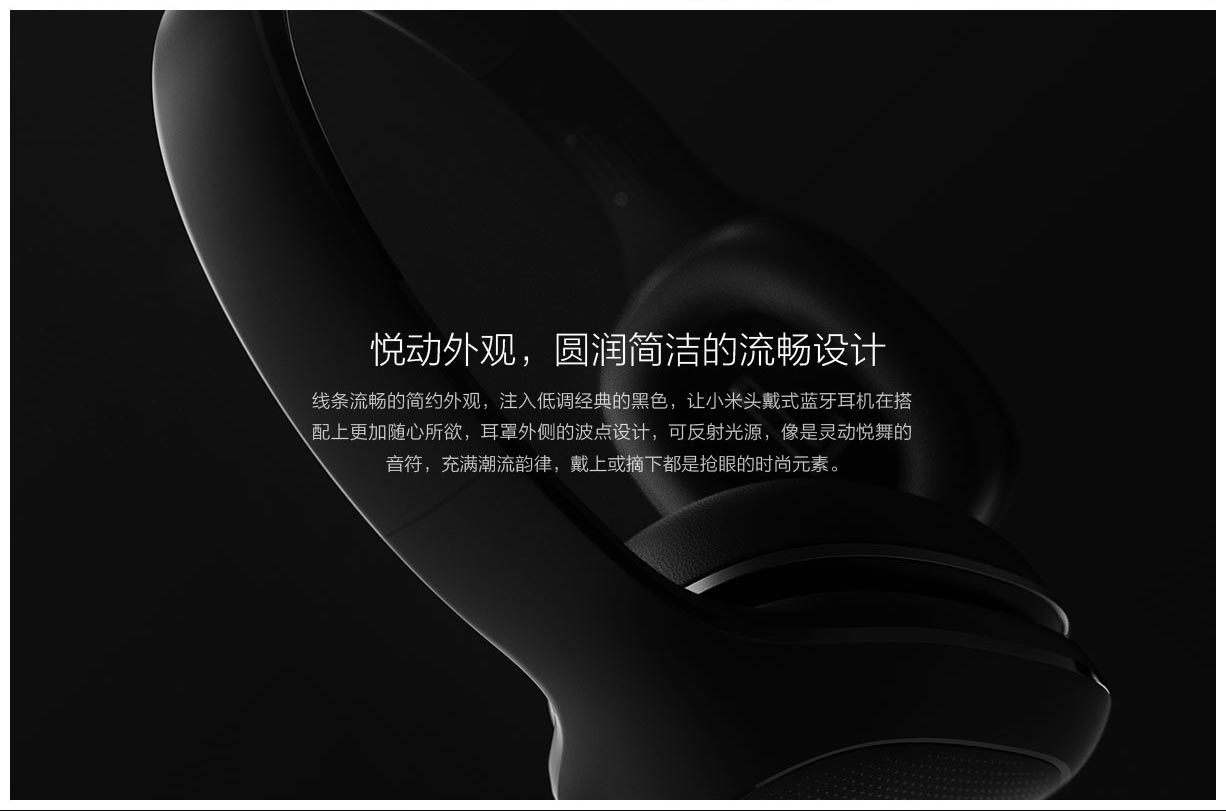 悦动外观，圆润简洁的流畅设计
线条流畅的简约外观，注入低调经典的黑色，让小米头戴式蓝牙耳机在搭
配上更加随心所欲，耳罩外侧的波点设计，可反射光源，像是灵动悦舞的
音符，充满潮流韵律，戴上或摘下都是抢眼的时尚元素。